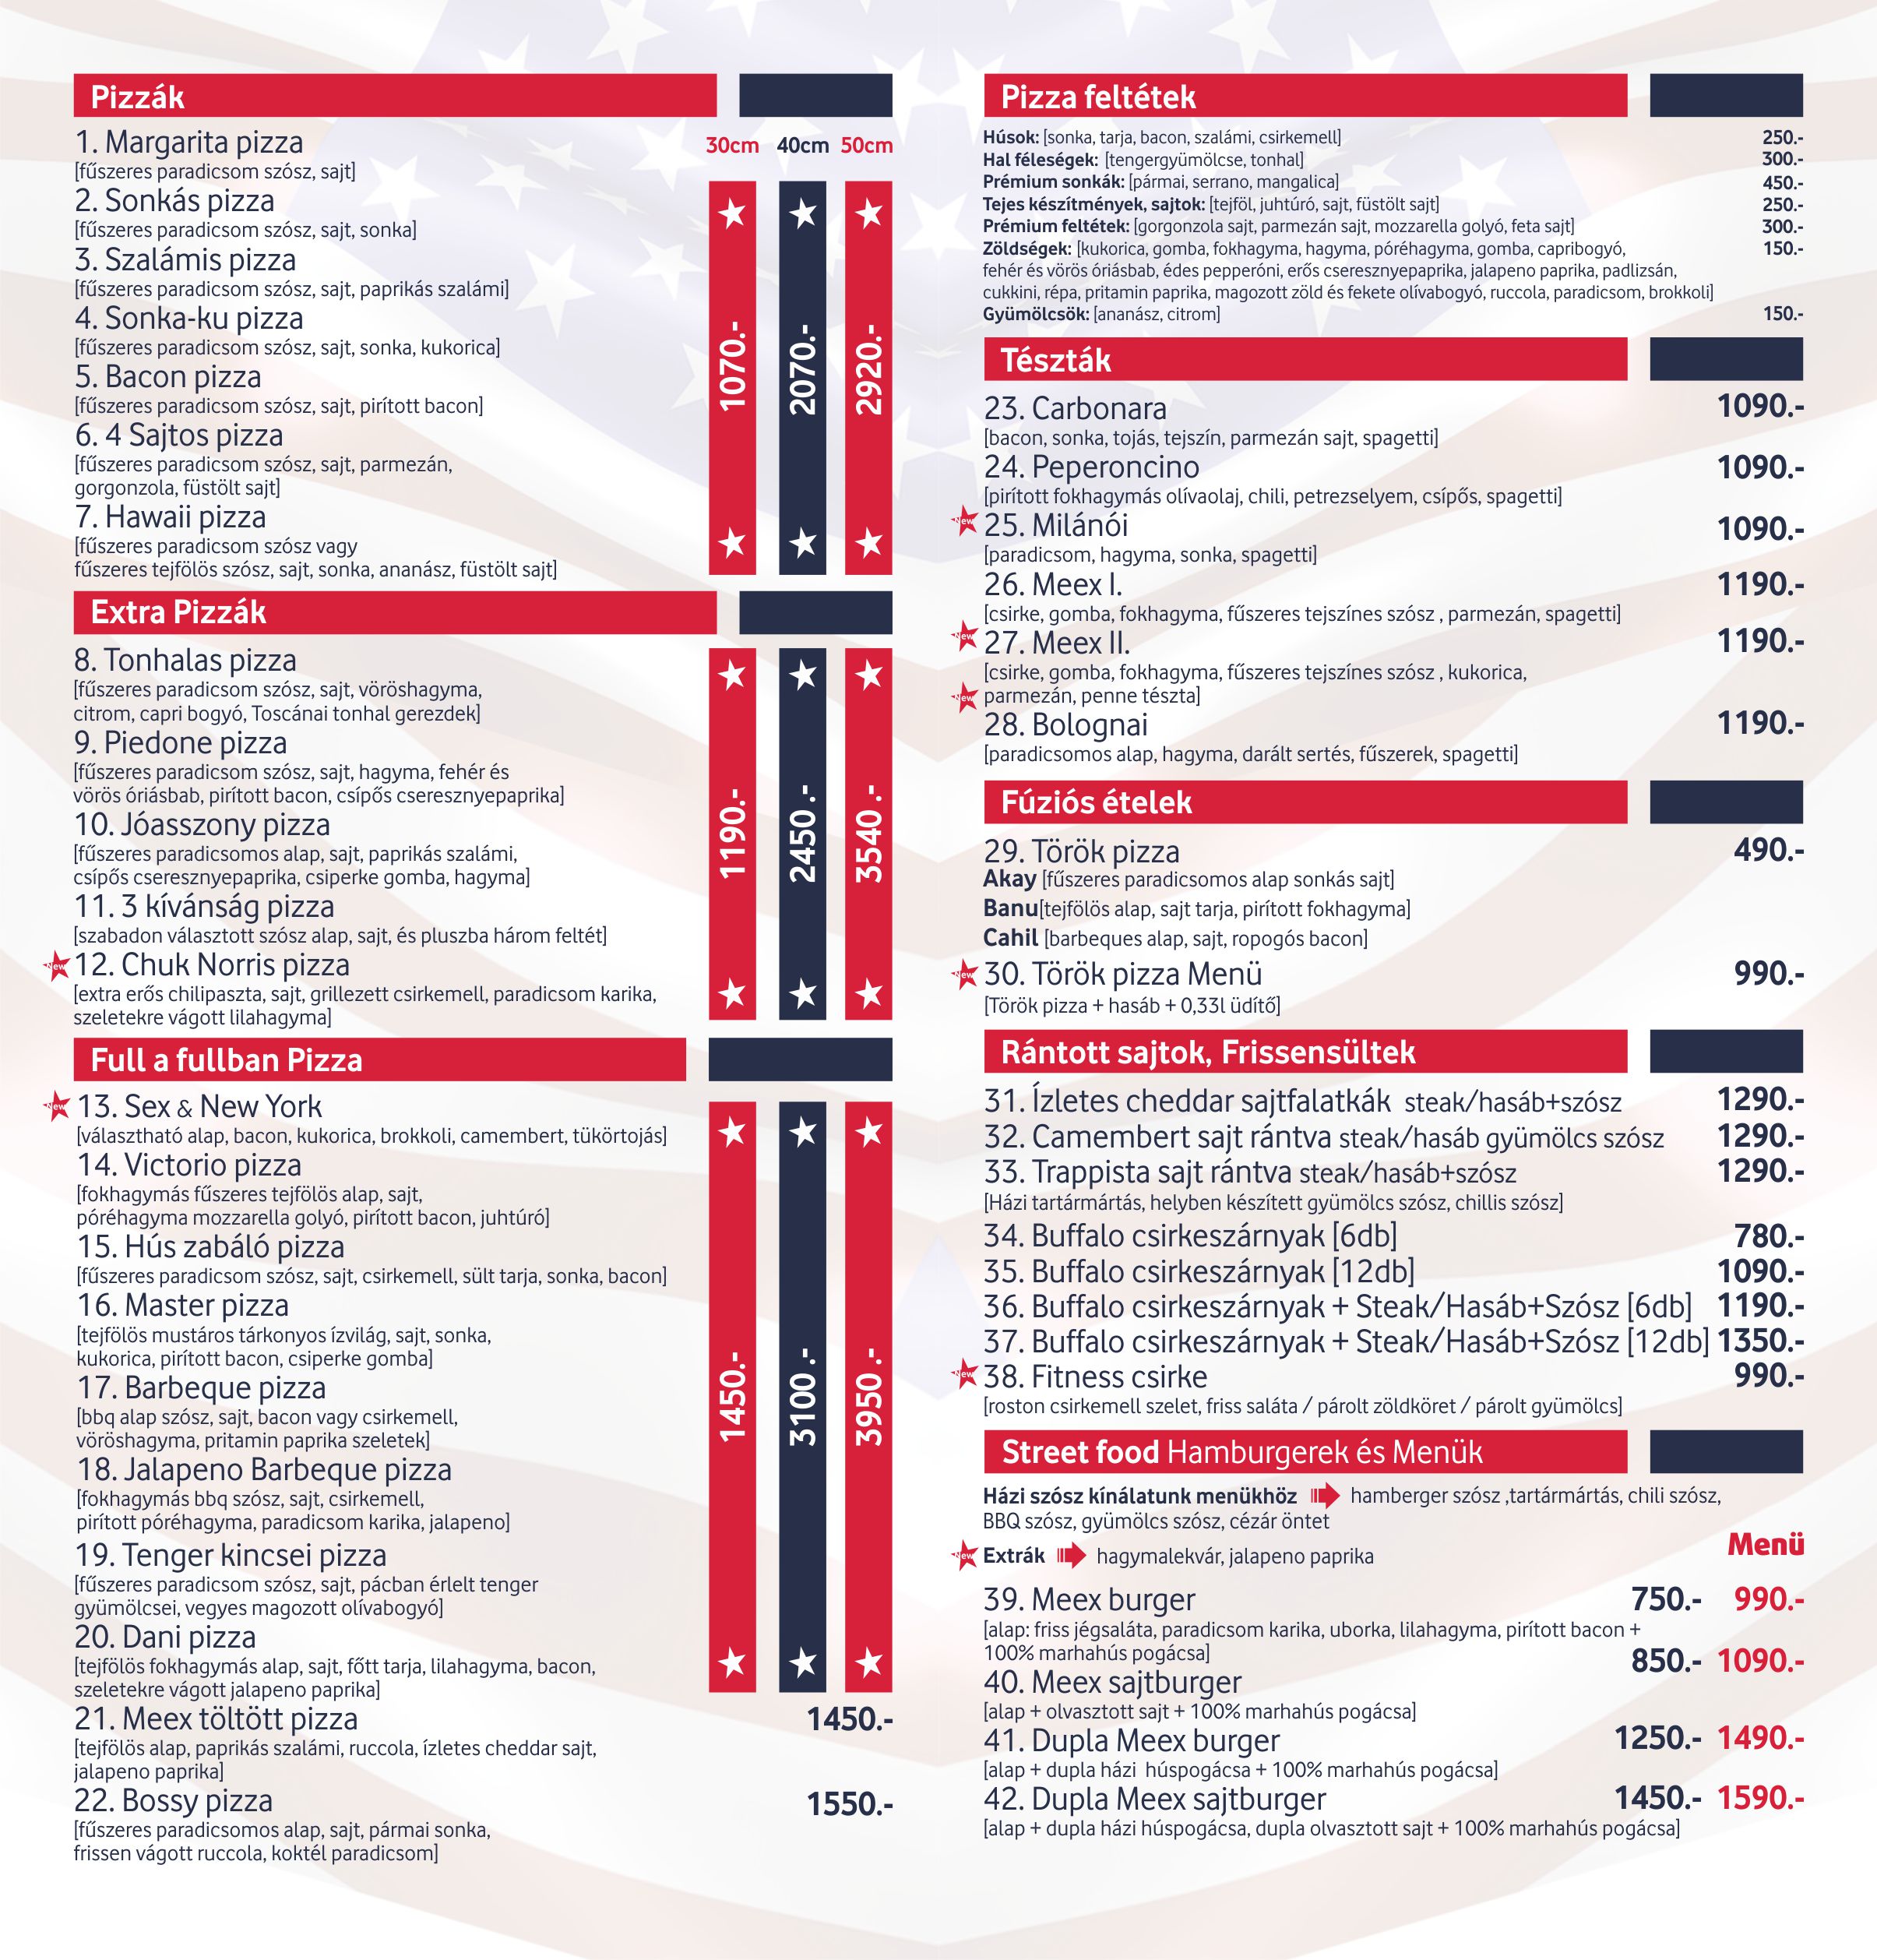 Pizzák
30cm 40cm 50cm
1. Margarita pizza
[fűszeres paradicsom szósz, sajt]
2. Sonkás pizza
[fűszeres paradicsom szósz, sajt, sonka]
3. Szalámis pizza
[fűszeres paradicsom szósz, sajt, paprikás szalámi]
4. Sonka-ku pizza
[fűszeres paradicsom szósz, sajt, sonka, kukorica]
5. Bacon pizza
[fűszeres paradicsom szósz, sajt, pirított bacon]
6. 4 Sajtos pizza
[fűszeres paradicsom szósz, sajt, parmezán,
gorgonzola, füstölt sajt]
7. Hawaii pizza
[fűszeres paradicsom szósz vagy
fűszeres tejfölös szósz, sajt, sonka, ananász, füstölt sajt]
1070.- 2070.- 2920.-
Extra Pizzák
8. Tonhalas pizza
[fűszeres paradicsom szósz, sajt, vöröshagyma,
citrom, capri bogyó, Toscánai tonhal gerezdek]
9. Piedone pizza
[fűszeres paradicsom szósz, sajt, hagyma, fehér és
vörös óriásbab, pirított bacon, csípős cseresznyepaprika]
10. Jóasszony pizza
[fűszeres paradicsomos alap, sajt, paprikás szalámi,
csípős cseresznyepaprika, csiperke gomba, hagyma]
11. 3 kívánság pizza
[szabadon választott szósz alap, sajt, és pluszba három feltét]
New 12. Chuk Norris pizza
[extra erős chilipaszta, sajt, grillezett csirkemell, paradicsom karika,
szeletekre vágott lilahagyma]
1190.- 2450.- 3540.-
Full a fullban Pizza
New 13. Sex & New York
[választható alap, bacon, kukorica, brokkoli, camembert, tükörtojás]
14. Victorio pizza
[fokhagymás fűszeres tejfölös alap, sajt,
póréhagyma mozzarella golyó, pirított bacon, juhtúró]
15. Hús zabáló pizza
[fűszeres paradicsom szósz, sajt, csirkemell, sült tarja, sonka, bacon]
16. Master pizza
[tejfölös mustáros tárkonyos ízvilág, sajt, sonka,
kukorica, pirított bacon, csiperke gomba]
17. Barbeque pizza
[bbq alap szósz, sajt, bacon vagy csirkemell,
vöröshagyma, pritamin paprika szeletek]
18. Jalapeno Barbeque pizza
[fokhagymás bbq szósz, sajt, csirkemell,
pirított póréhagyma, paradicsom karika, jalapeno]
19. Tenger kincsei pizza
[fűszeres paradicsom szósz, sajt, pácban érlelt tenger
gyümölcsei, vegyes magozott olívabogyó]
20. Dani pizza
[tejfölös fokhagymás alap, sajt, főtt tarja, lilahagyma, bacon,
szeletekre vágott jalapeno paprika]
1450.- 3100.- 3950.-
21. Meex töltött pizza 1450.-
[tejfölös alap, paprikás szalámi, ruccola, ízletes cheddar sajt,
jalapeno paprika]
22. Bossy pizza 1550.-
[fűszeres paradicsomos alap, sajt, pármai sonka,
frissen vágott ruccola, koktél paradicsom]
Pizza feltétek
Húsok: [sonka, tarja, bacon, szalámi, csirkemell] 250.-
Hal féleségek: [tengergyümölcse, tonhal] 300.-
Prémium sonkák: [pármai, serrano, mangalica] 450.-
Tejes készítmények, sajtok: [tejföl, juhtúró, sajt, füstölt sajt] 250.-
Prémium feltétek: [gorgonzola sajt, parmezán sajt, mozzarella golyó, feta sajt] 300.-
Zöldségek: [kukorica, gomba, fokhagyma, hagyma, póréhagyma, gomba, capribogyó, 150.-
fehér és vörös óriásbab, édes pepperóni, erős cseresznyepaprika, jalapeno paprika, padlizsán,
cukkini, répa, pritamin paprika, magozott zöld és fekete olívabogyó, ruccola, paradicsom, brokkoli]
Gyümölcsök: [ananász, citrom] 150.-
Tészták
23. Carbonara 1090.-
[bacon, sonka, tojás, tejszín, parmezán sajt, spagetti]
24. Peperoncino 1090.-
[pirított fokhagymás olívaolaj, chili, petrezselyem, csípős, spagetti]
New 25. Milánói 1090.-
[paradicsom, hagyma, sonka, spagetti]
26. Meex I. 1190.-
[csirke, gomba, fokhagyma, fűszeres tejszínes szósz , parmezán, spagetti]
New 27. Meex II. 1190.-
[csirke, gomba, fokhagyma, fűszeres tejszínes szósz , kukorica,
New parmezán, penne tészta]
28. Bolognai 1190.-
[paradicsomos alap, hagyma, darált sertés, fűszerek, spagetti]
Fúziós ételek
29. Török pizza 490.-
Akay [fűszeres paradicsomos alap sonkás sajt]
Banu[tejfölös alap, sajt tarja, pirított fokhagyma]
Cahil [barbeques alap, sajt, ropogós bacon]
New 30. Török pizza Menü 990.-
[Török pizza + hasáb + 0,33l üdítő]
Rántott sajtok, Frissensültek
31. Ízletes cheddar sajtfalatkák steak/hasáb+szósz 1290.-
32. Camembert sajt rántva steak/hasáb gyümölcs szósz 1290.-
33. Trappista sajt rántva steak/hasáb+szósz 1290.-
[Házi tartármártás, helyben készített gyümölcs szósz, chillis szósz]
34. Buffalo csirkeszárnyak [6db] 780.-
35. Buffalo csirkeszárnyak [12db] 1090.-
36. Buffalo csirkeszárnyak + Steak/Hasáb+Szósz [6db] 1190.-
37. Buffalo csirkeszárnyak + Steak/Hasáb+Szósz [12db] 1350.-
New 38. Fitness csirke 990.-
[roston csirkemell szelet, friss saláta / párolt zöldköret / párolt gyümölcs]
Street food Hamburgerek és Menük
Házi szósz kínálatunk menükhöz hamberger szósz ,tartármártás, chili szósz,
BBQ szósz, gyümölcs szósz, cézár öntet
Menü
New Extrák hagymalekvár, jalapeno paprika
39. Meex burger 750.- 990.-
[alap: friss jégsaláta, paradicsom karika, uborka, lilahagyma, pirított bacon +
100% marhahús pogácsa]
850.- 1090.-
40. Meex sajtburger
[alap + olvasztott sajt + 100% marhahús pogácsa]
41. Dupla Meex burger 1250.- 1490.-
[alap + dupla házi húspogácsa + 100% marhahús pogácsa]
42. Dupla Meex sajtburger 1450.- 1590.-
[alap + dupla házi húspogácsa, dupla olvasztott sajt + 100% marhahús pogácsa]